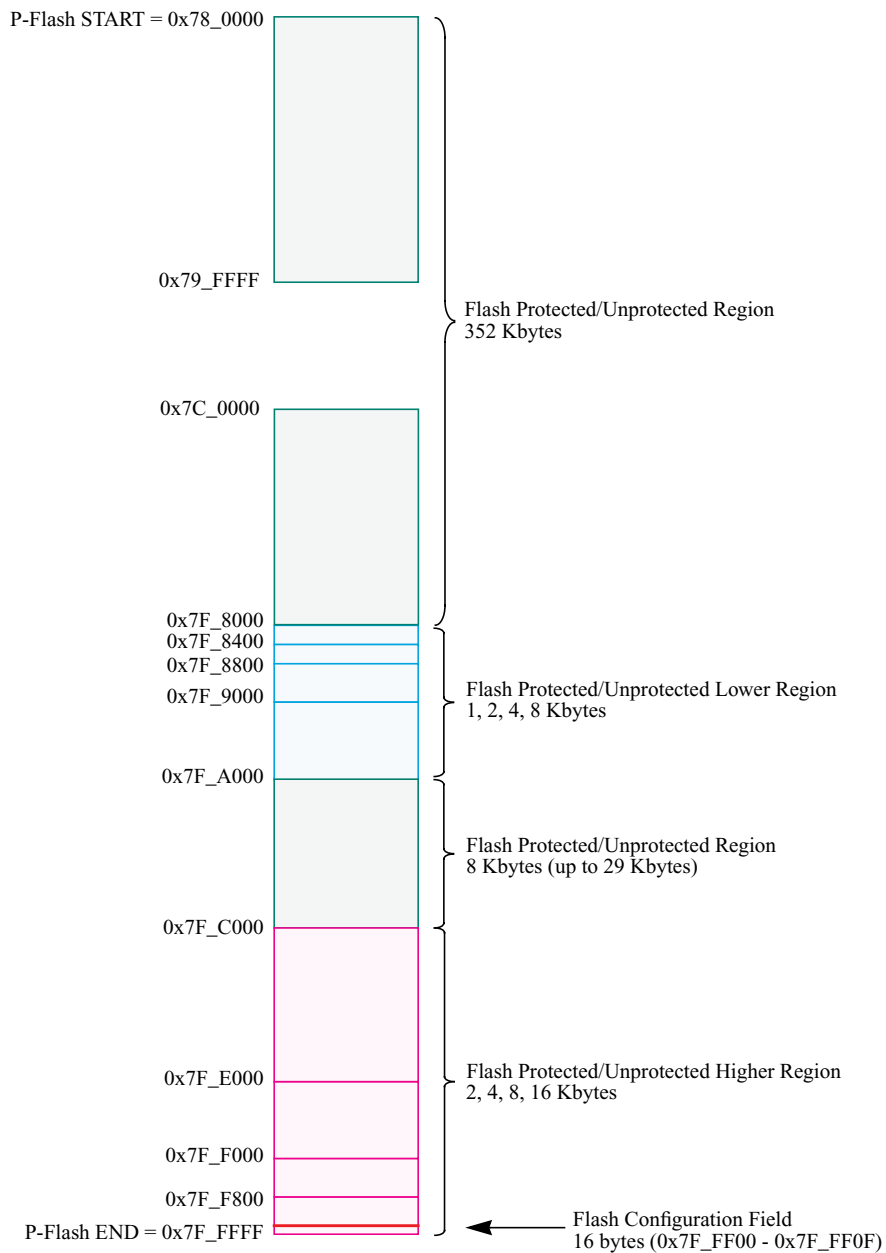 P-Flash START = 0x78_0000
0x79_FFFF
Flash Protected/Unprotected Region
352 Kbytes
0x7C_0000
0x7F_8000
0x7F_8400
0x7F_8800
0x7F_9000
Flash Protected/Unprotected Lower Region
1, 2, 4, 8 Kbytes
0x7F_A000
Flash Protected/Unprotected Region
8 Kbytes (up to 29 Kbytes)
0x7F_C000
0x7F_E000
Flash Protected/Unprotected Higher Region
2, 4, 8, 16 Kbytes
0x7F_F000
0x7F_F800
P-Flash END = 0x7F_FFFF
Flash Configuration Field
16 bytes (0x7F_FF00 - 0x7F_FF0F)